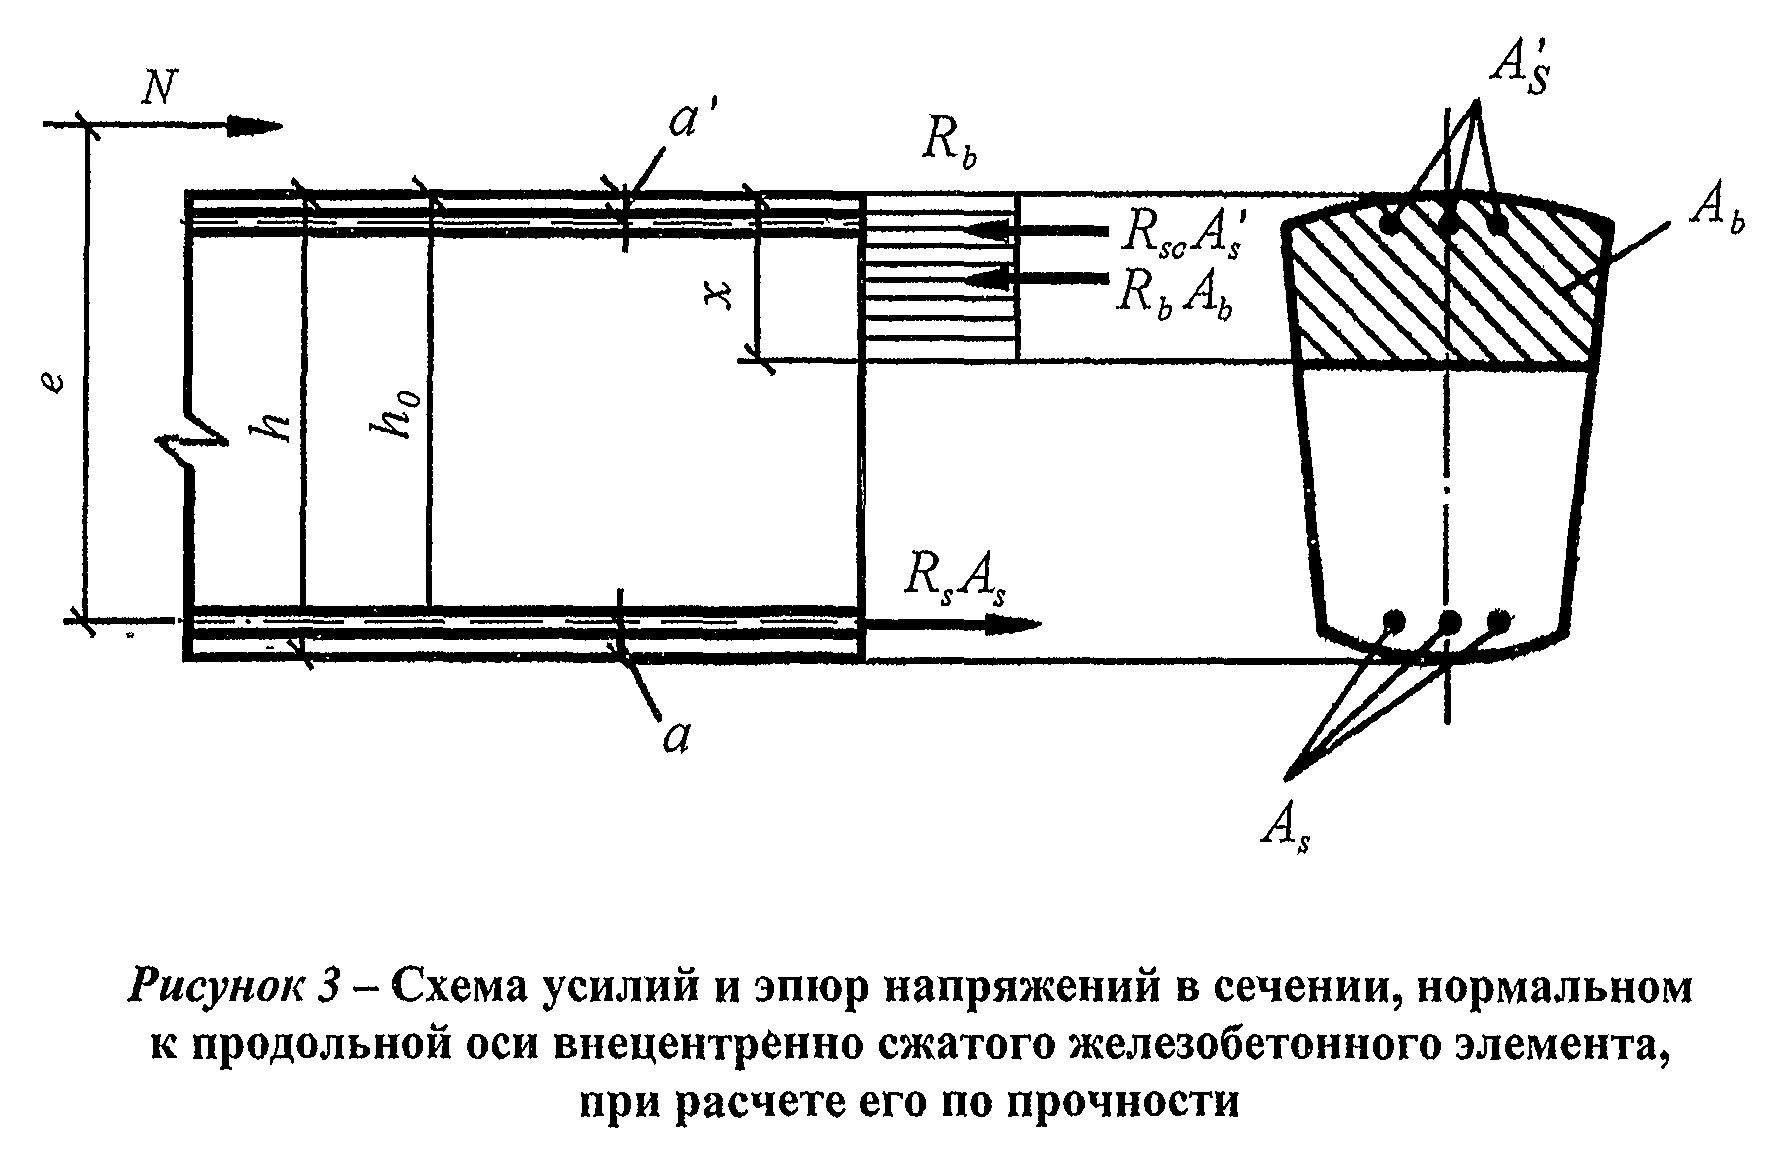 N
a'
R_b
A'_S
A_b
R_sc A'_s
R_b A_b
x
e
h
h_0
R_s A_s
a
A_s
Рисунок 3 – Схема усилий и эпюр напряжений в сечении, нормальном
к продольной оси внецентренно сжатого железобетонного элемента,
при расчете его по прочности